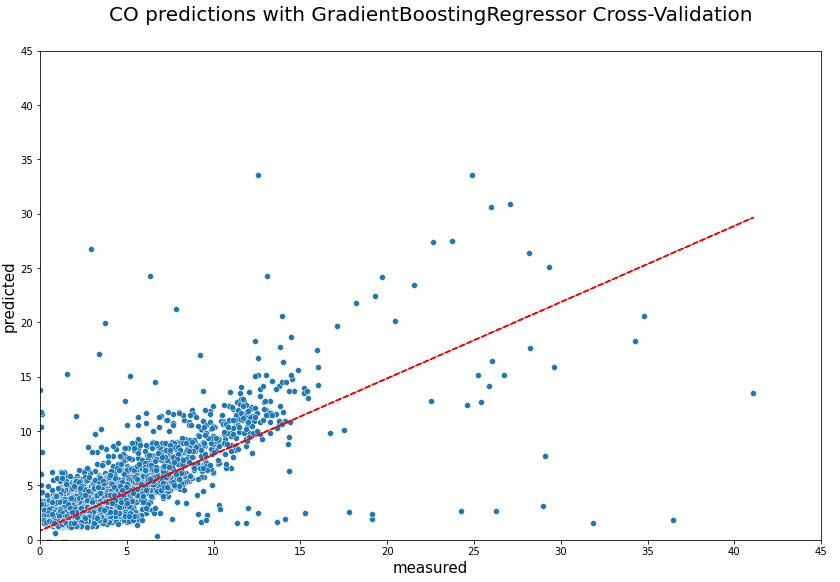 CO predictions with GradientBoostingRegressor Cross-Validation
45
40
35
30
25
20
15
10
5
0
predicted
0 5 10 15 20 25 30 35 40 45
measured